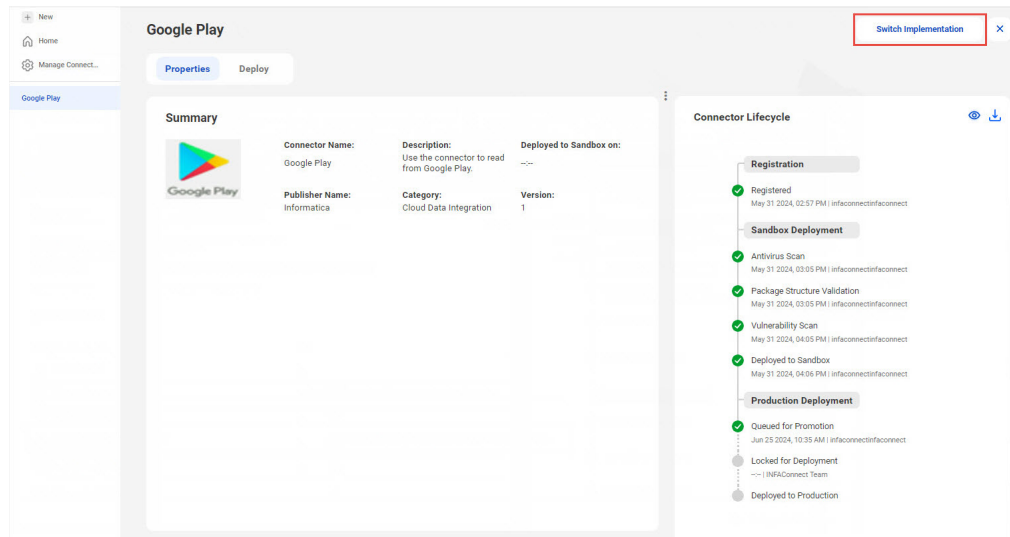 New
Home
Manage Connect...
Google Play
Google Play
Switch Implementation
Properties
Deploy
Summary
Google Play
Connector Name:
Google Play
Description:
Use the connector to read
from Google Play.
Deployed to Sandbox on:
--:--
Publisher Name:
Informatica
Category:
Cloud Data Integration
Version:
1
Connector Lifecycle
Registration
Registered
May 31 2024, 02:57 PM | infaconnectinfaconnect
Sandbox Deployment
Antivirus Scan
May 31 2024, 03:05 PM | infaconnectinfaconnect
Package Structure Validation
May 31 2024, 03:05 PM | infaconnectinfaconnect
Vulnerability Scan
May 31 2024, 04:05 PM | infaconnectinfaconnect
Deployed to Sandbox
May 31 2024, 04:06 PM | infaconnectinfaconnect
Production Deployment
Queued for Promotion
Jun 25 2024, 10:35 AM | infaconnectinfaconnect
Locked for Deployment
--:-- | INFAConnect Team
Deployed to Production